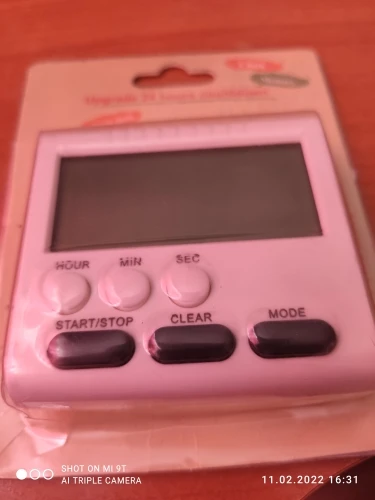 HOUR MIN SEC
START/STOP CLEAR MODE
SHOT ON MI 9T
AI TRIPLE CAMERA
11.02.2022 16:31